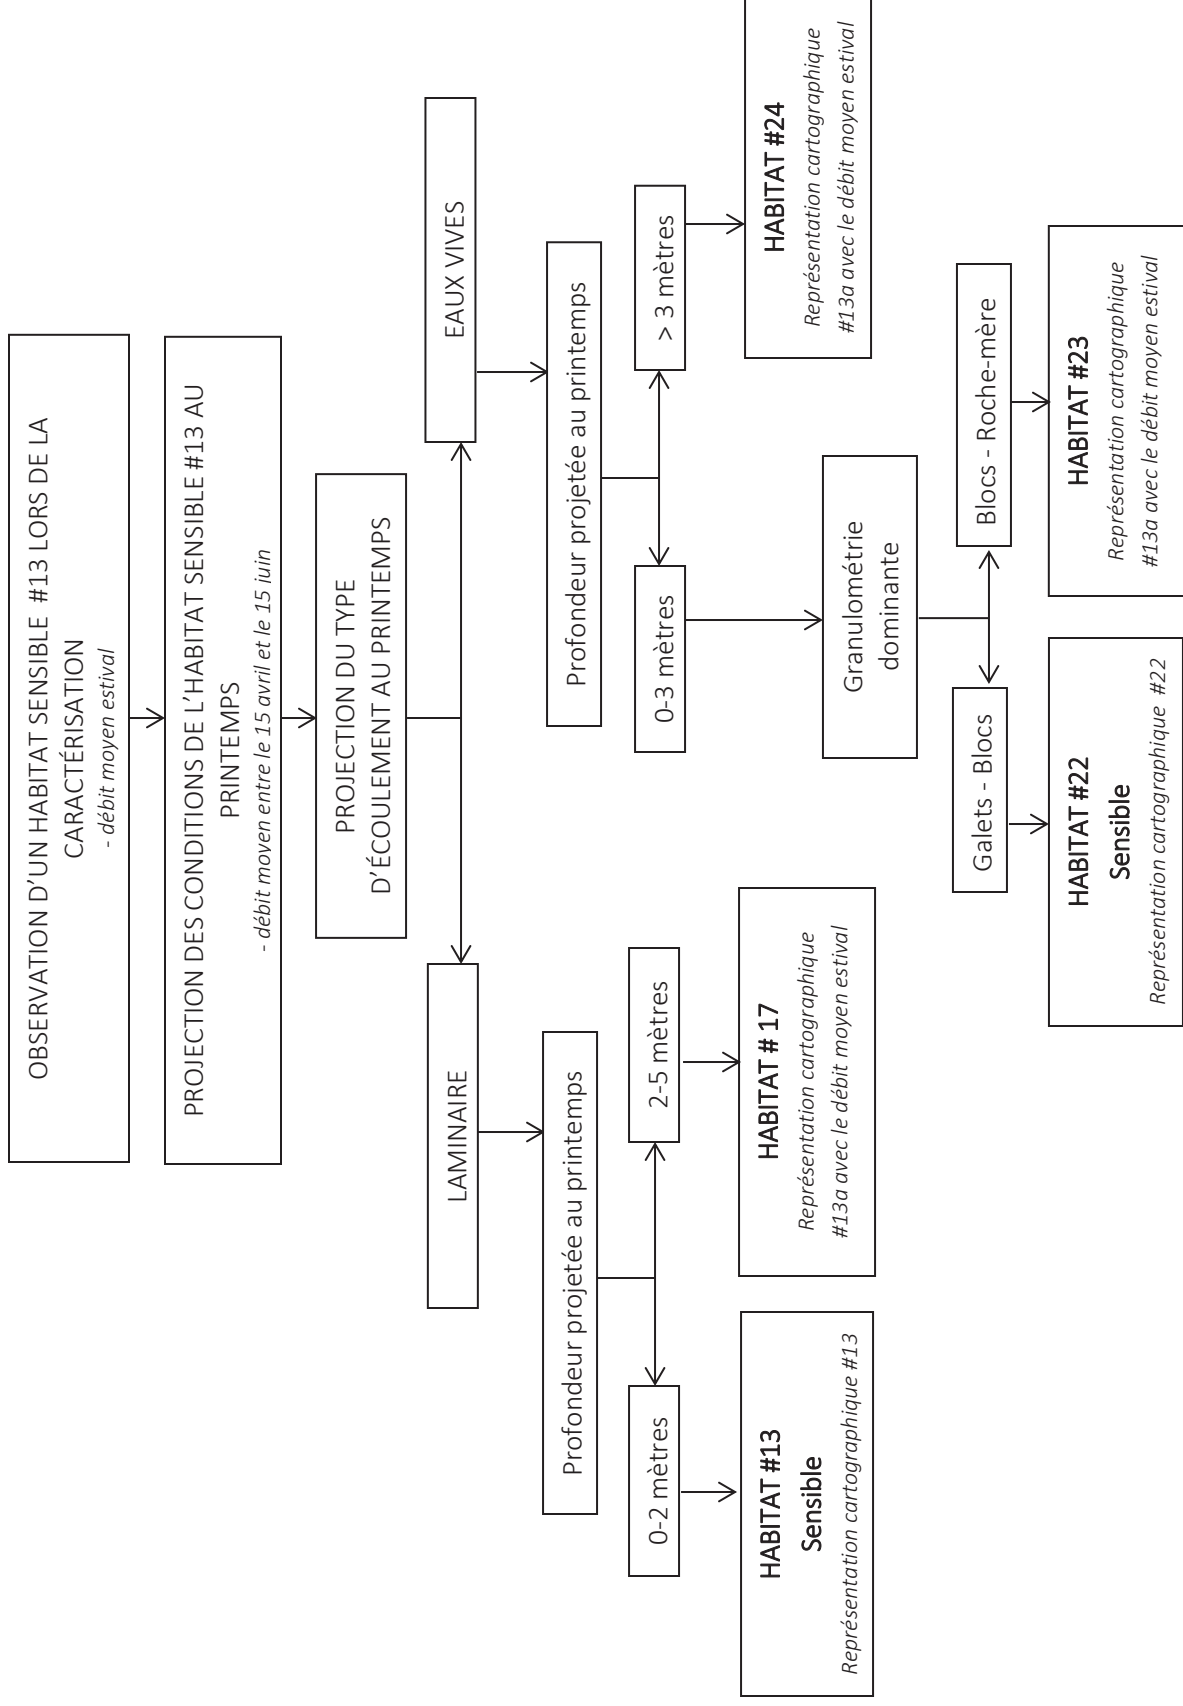 OBSERVATION D'UN HABITAT SENSIBLE #13 LORS DE LA
CARACTÉRISATION
- débit moyen estival
PROJECTION DES CONDITIONS DE L'HABITAT SENSIBLE #13 AU
PRINTEMPS
- débit moyen entre le 15 avril et le 15 juin
PROJECTION DU TYPE
D'ÉCOULEMENT AU PRINTEMPS
LAMINAIRE
EAUX VIVES
Profondeur projetée au printemps
Profondeur projetée au printemps
0-2 mètres
2-5 mètres
0-3 mètres
> 3 mètres
HABITAT #13
Sensible
Représentation cartographique #13
HABITAT # 17
Représentation cartographique
#13a avec le débit moyen estival
Granulométrie
dominante
HABITAT #24
Représentation cartographique
#13a avec le débit moyen estival
Galets - Blocs
Blocs - Roche-mère
HABITAT #22
Sensible
Représentation cartographique #22
HABITAT #23
Représentation cartographique
#13a avec le débit moyen estival